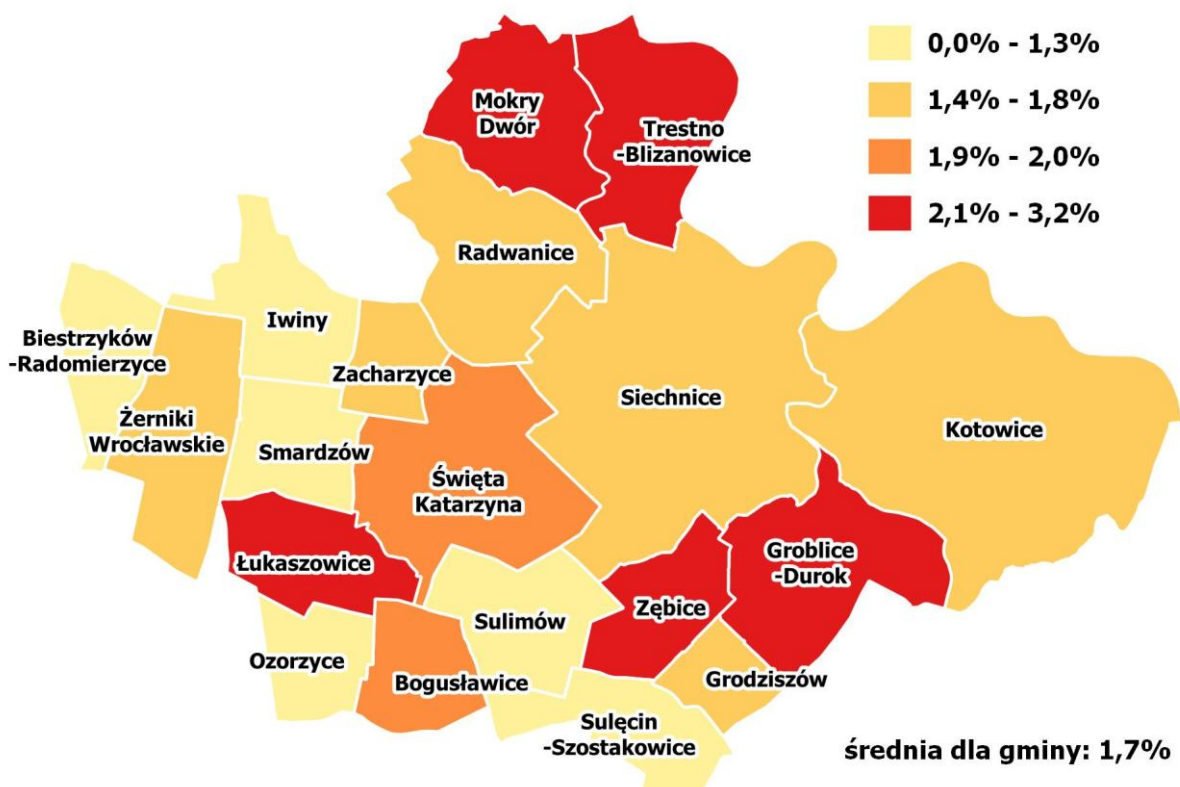 0,0% - 1,3%
1,4% - 1,8%
1,9% - 2,0%
2,1% - 3,2%
Mokry
Dwór
Trestno
-Blizanowice
Radwanice
Iwiny
Biestrzyków
-Radomierzyce
Zacharzyce
Siechnice
Żerniki
Wrocławskie
Kotowice
Smardzów
Święta
Katarzyna
Łukaszowice
Groblice
-Durok
Zębice
Sulimów
Ozorzyce
Bogusławice
Grodziszów
Sulęcin
-Szostakowice
średnia dla gminy: 1,7%